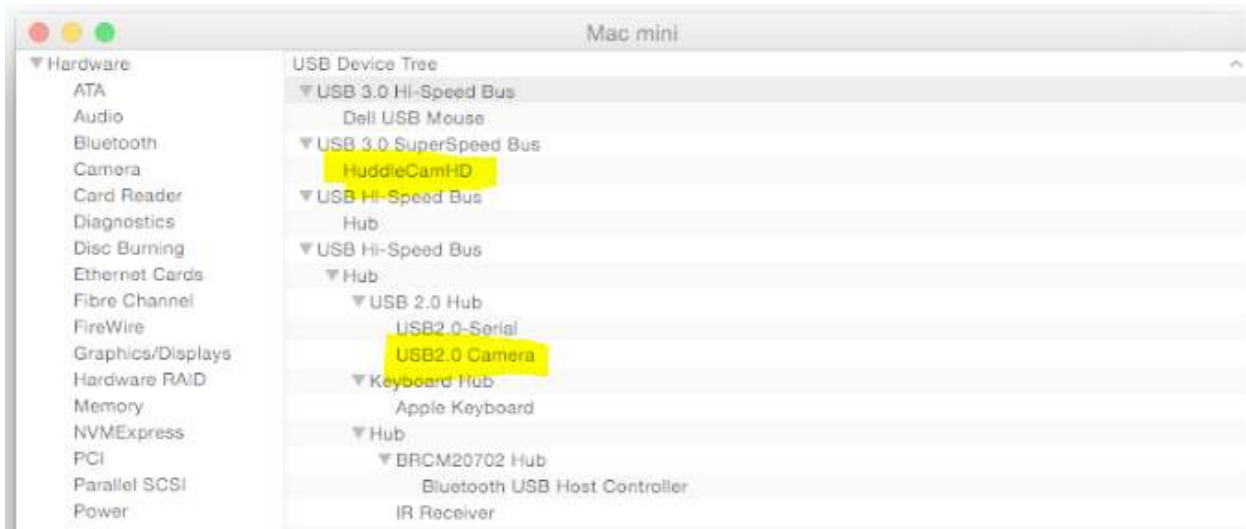 Mac mini
Hardware
ATA
Audio
Bluetooth
Camera
Card Reader
Diagnostics
Disc Burning
Ethernet Cards
Fibre Channel
FireWire
Graphics/Displays
Hardware RAID
Memory
NVMExpress
PCI
Parallel SCSI
Power
USB Device Tree
USB 3.0 Hi-Speed Bus
Dell USB Mouse
USB 3.0 SuperSpeed Bus
HuddleCamHD
USB Hi-Speed Bus
Hub
USB Hi-Speed Bus
Hub
USB 2.0 Hub
USB2.0-Serial
USB2.0 Camera
Keyboard Hub
Apple Keyboard
Hub
BRCM20702 Hub
Bluetooth USB Host Controller
IR Receiver